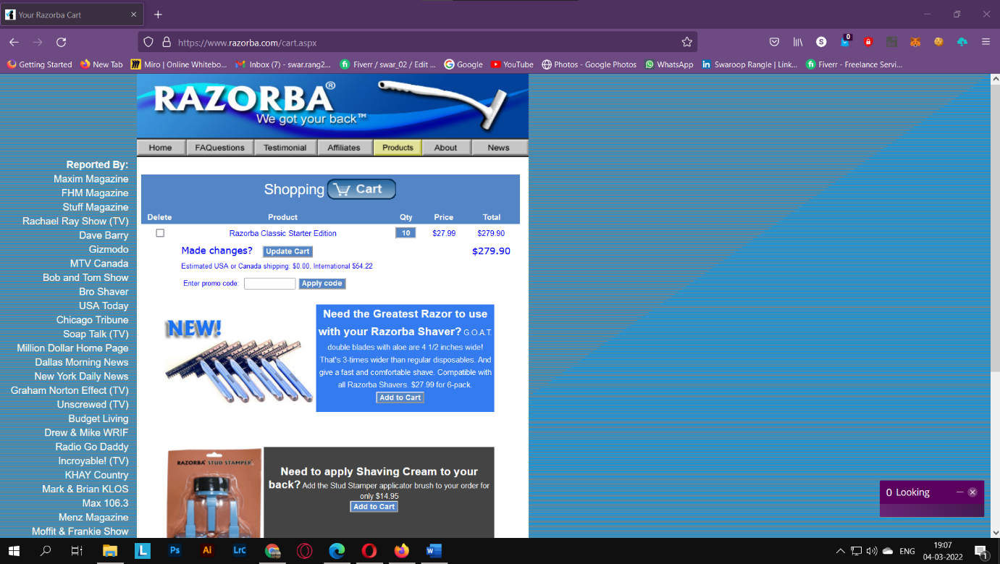 Your Razorba Cart
https://www.razorba.com/cart.aspx
S
0
Getting Started
New Tab
Miro | Online Whitebo...
Inbox (7) - swar.rang2...
Fiverr / swar_02 / Edit ...
Google
YouTube
Photos - Google Photos
WhatsApp
Swaroop Rangle | Link...
Fiverr - Freelance Servi...
RAZORBA®
We got your back™
Home
FAQuestions
Testimonial
Affiliates
Products
About
News
Reported By:
Maxim Magazine
FHM Magazine
Stuff Magazine
Rachael Ray Show (TV)
Dave Barry
Gizmodo
MTV Canada
Bob and Tom Show
Bro Shaver
USA Today
Chicago Tribune
Soap Talk (TV)
Million Dollar Home Page
Dallas Morning News
New York Daily News
Graham Norton Effect (TV)
Unscrewed (TV)
Budget Living
Drew & Mike WRIF
Radio Go Daddy
Incroyable! (TV)
KHAY Country
Mark & Brian KLOS
Max 106.3
Menz Magazine
Moffit & Frankie Show
Shopping Cart
Delete Product Qty Price Total
Razorba Classic Starter Edition 10 $27.99 $279.90
Made changes? Update Cart $279.90
Estimated USA or Canada shipping: $0.00, International $54.22
Enter promo code: Apply code
NEW!
Need the Greatest Razor to use
with your Razorba Shaver? G.O.A.T.
double blades with aloe are 4 1/2 inches wide!
That's 3-times wider than regular disposables. And
give a fast and comfortable shave. Compatible with
all Razorba Shavers. $27.99 for 6-pack.
Add to Cart
RAZORBA STUD STAMPER
Need to apply Shaving Cream to your
back? Add the Stud Stamper applicator brush to your order for
only $14.95
Add to Cart
0 Looking
L
Ps
Ai
LrC
W
ENG
19:07
04-03-2022
1